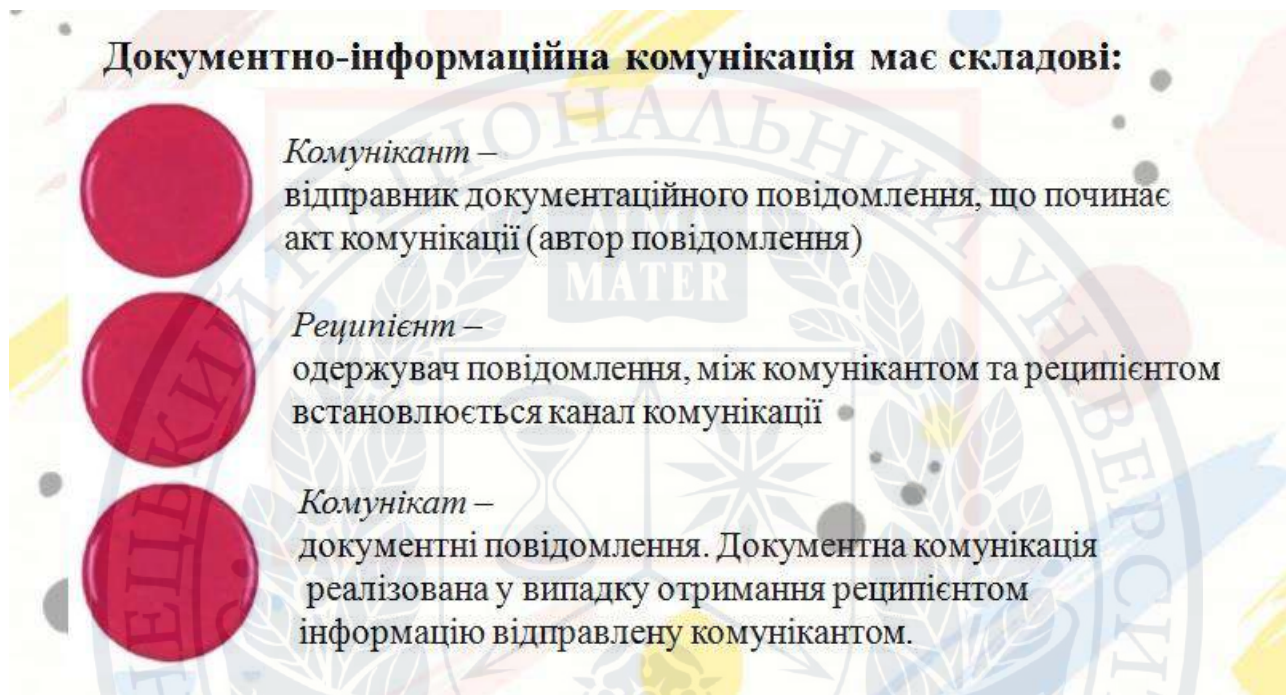 Документно-інформаційна комунікація має складові:
Комунікант –
відправник документаційного повідомлення, що починає
акт комунікації (автор повідомлення)
Реципієнт –
одержувач повідомлення, між комунікантом та реципієнтом
встановлюється канал комунікації
Комунікат –
документні повідомлення. Документна комунікація
реалізована у випадку отримання реципієнтом
інформацію відправлену комунікантом.
MATER